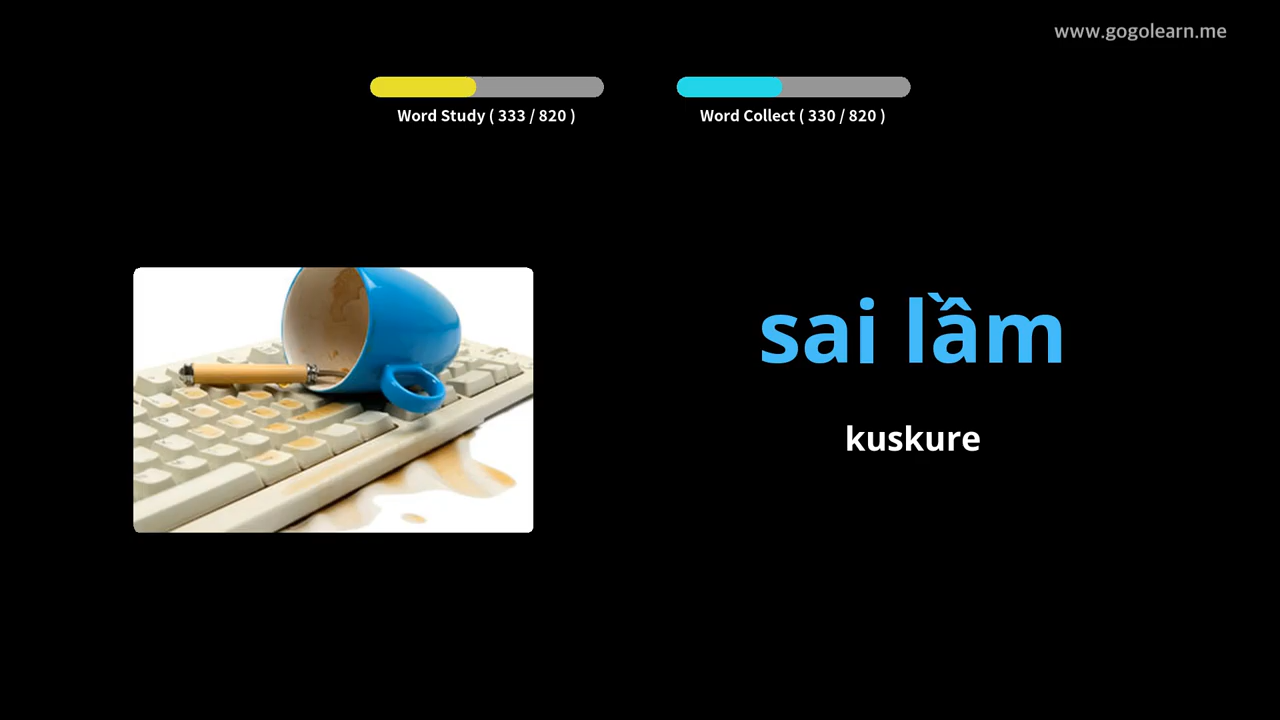 www.gogolearn.me
Word Study ( 333 / 820 )
Word Collect ( 330 / 820 )
sai lầm
kuskure